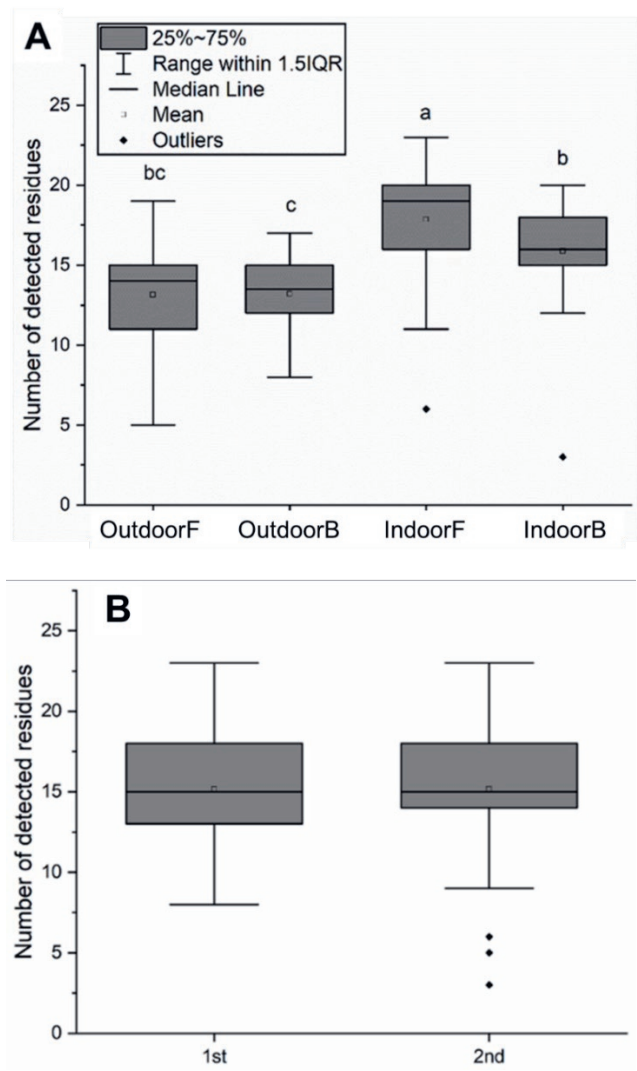 A
25%~75%
Range within 1.5IQR
Median Line
Mean
Outliers
Number of detected residues
25
20
15
10
5
0
bc
c
a
b
OutdoorF
OutdoorB
IndoorF
IndoorB
B
Number of detected residues
25
20
15
10
5
0
1st
2nd